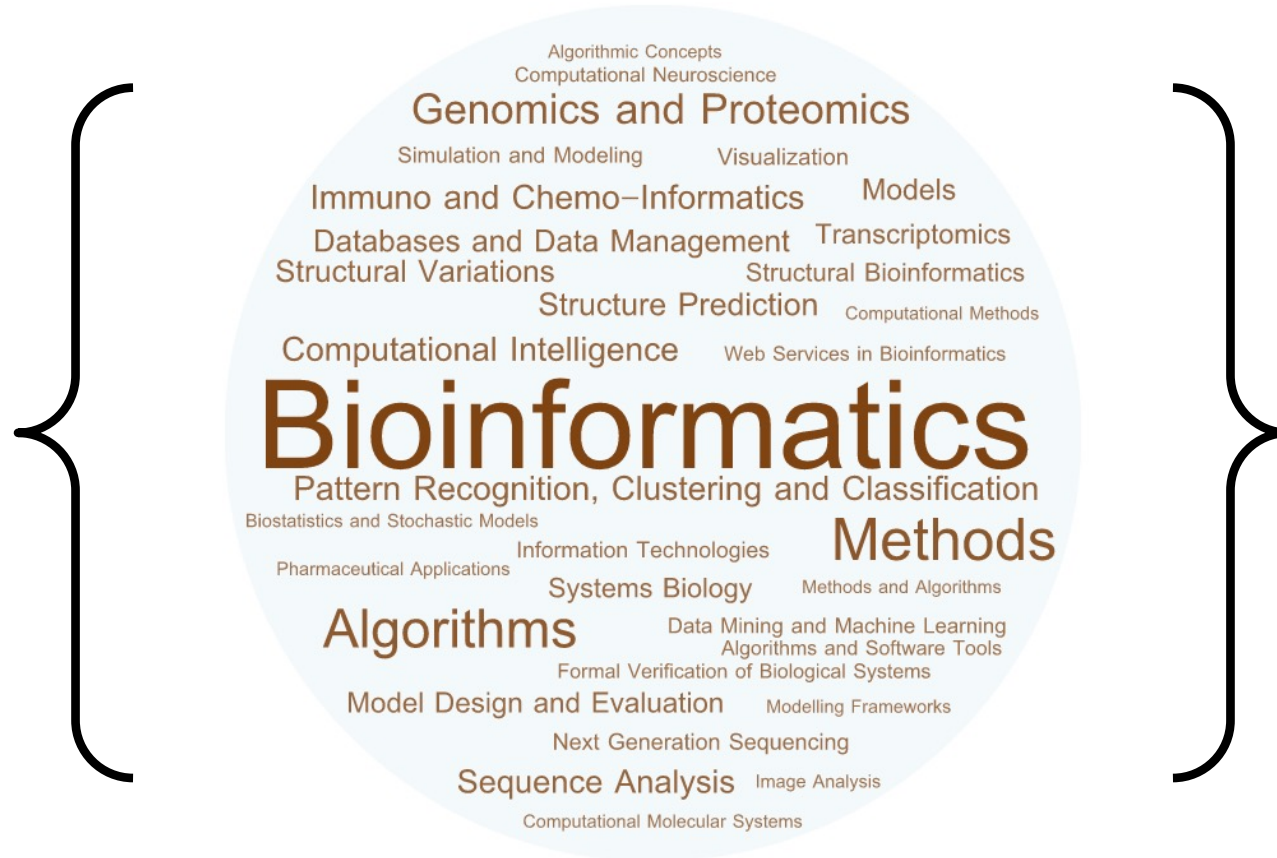 Algorithmic Concepts
Computational Neuroscience
Genomics and Proteomics
Simulation and Modeling
Visualization
Immuno and Chemo-Informatics
Models
Databases and Data Management
Transcriptomics
Structural Variations
Structural Bioinformatics
Structure Prediction
Computational Methods
Computational Intelligence
Web Services in Bioinformatics
Bioinformatics
Pattern Recognition, Clustering and Classification
Biostatistics and Stochastic Models
Methods
Information Technologies
Pharmaceutical Applications
Systems Biology
Methods and Algorithms
Algorithms
Data Mining and Machine Learning
Algorithms and Software Tools
Formal Verification of Biological Systems
Model Design and Evaluation
Modelling Frameworks
Next Generation Sequencing
Sequence Analysis
Image Analysis
Computational Molecular Systems